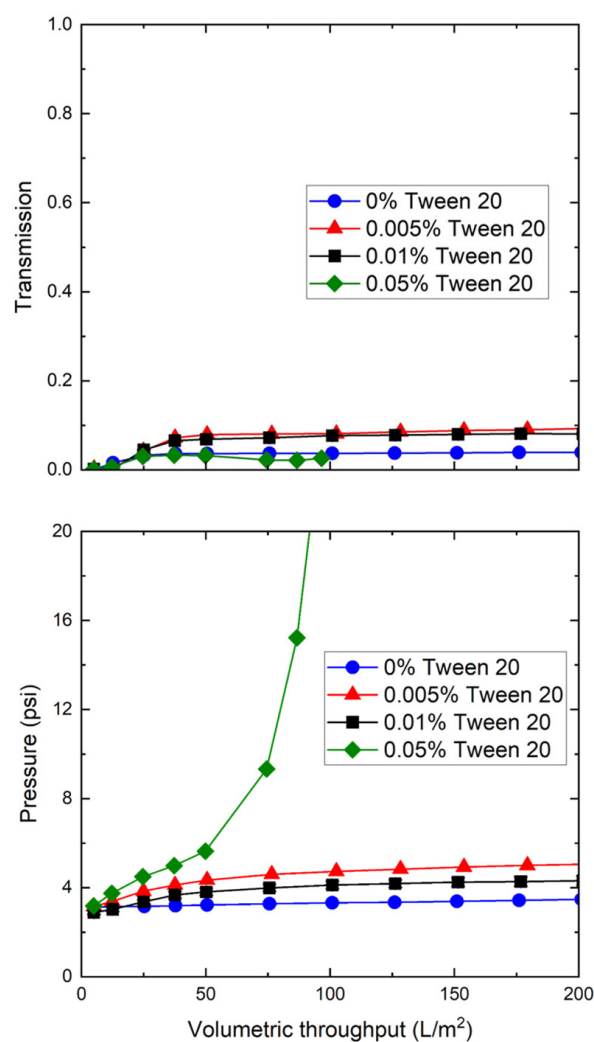 1.0
0.8
0.6
0.4
0.2
0.0
Transmission
0% Tween 20
0.005% Tween 20
0.01% Tween 20
0.05% Tween 20
20
16
12
8
4
0
Pressure (psi)
0% Tween 20
0.005% Tween 20
0.01% Tween 20
0.05% Tween 20
0 50 100 150 200
Volumetric throughput (L/m²)